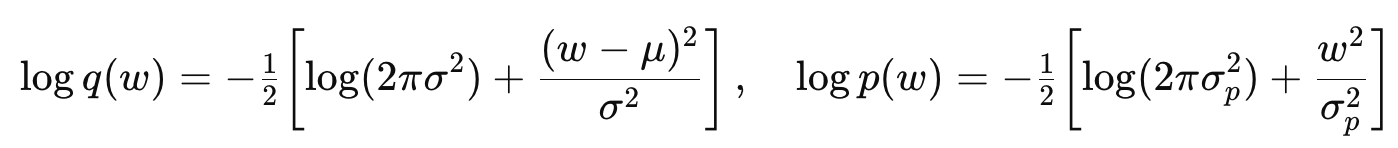 log q(w) = −½[log(2πσ²) + (w − μ)²/σ²],  log p(w) = −½[log(2πσ_p²) + w²/σ_p²]